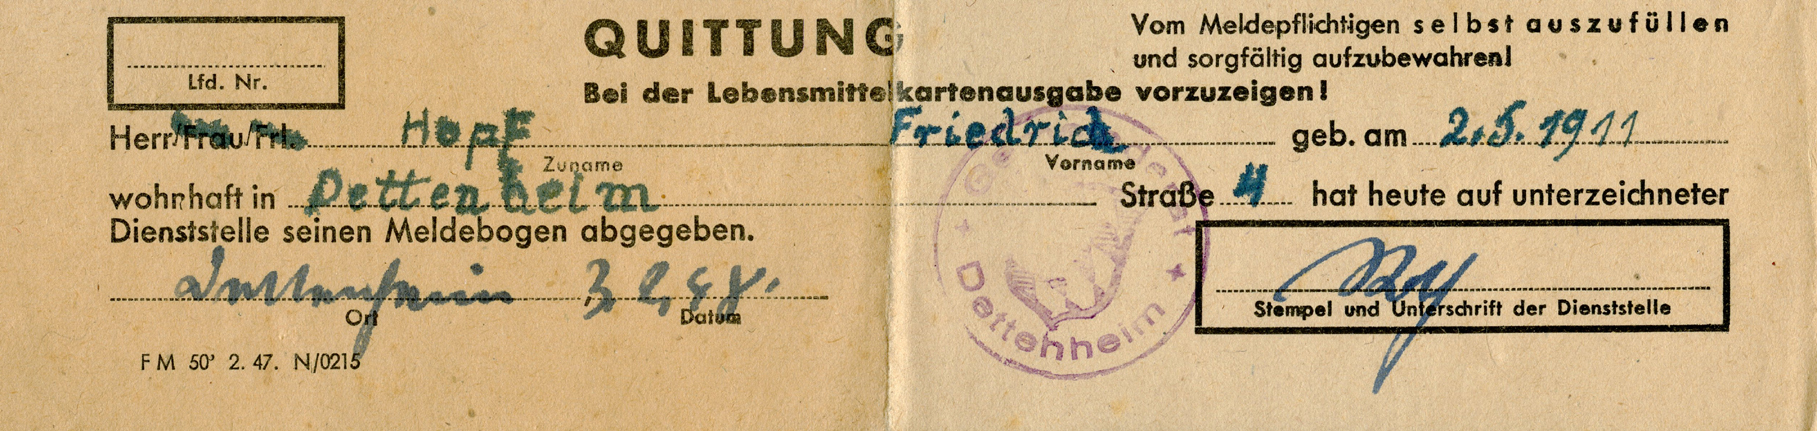 Lfd. Nr.
QUITTUNG
Bei der Lebensmittelkartenausgabe vorzuzeigen!
Vom Meldepflichtigen selbst auszufüllen
und sorgfältig aufzubewahren!
Herr/Frau/Frl. Hopf Friedrich geb. am 2.5.1911
Zuname Vorname
wohnhaft in Dettenheim Straße 4 hat heute auf unterzeichneter
Dienststelle seinen Meldebogen abgegeben.
Dettenheim
Ort Datum
Stempel und Unterschrift der Dienststelle
Dettenheim
FM 50' 2. 47. N/0215